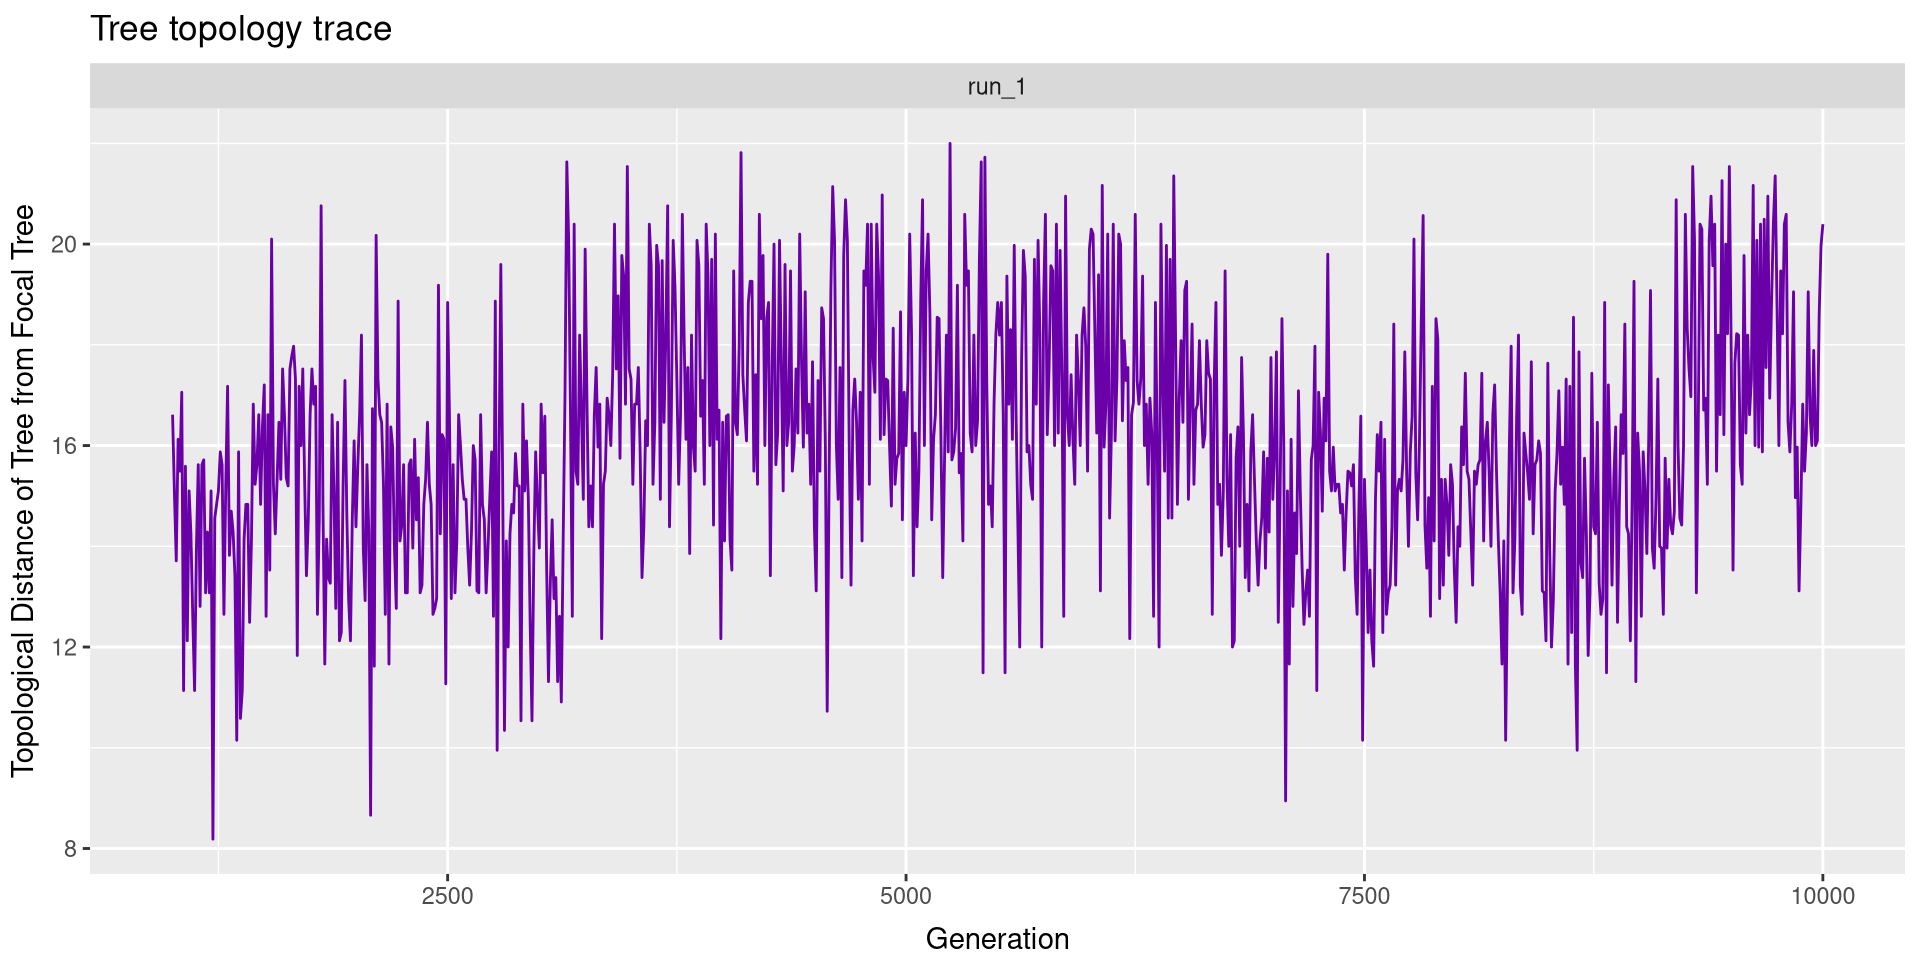 Tree topology trace
run_1
Topological Distance of Tree from Focal Tree
20
16
12
8
2500
5000
7500
10000
Generation